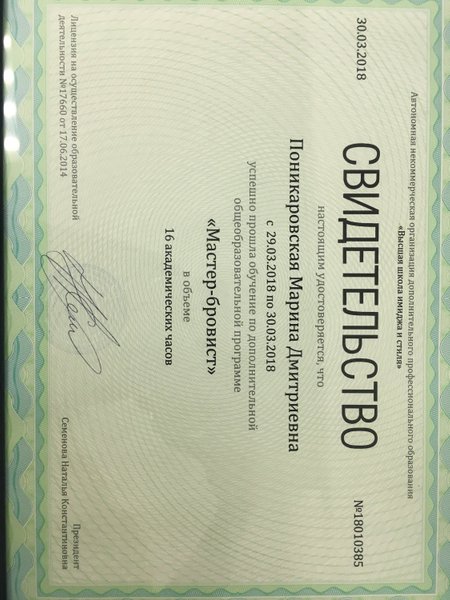 Автономная некоммерческая организация дополнительного профессионального образования
«Высшая школа имиджа и стиля»
30.03.2018
№18010385
СВИДЕТЕЛЬСТВО
настоящим удостоверяется, что
Поникаровская Марина Дмитриевна
с 29.03.2018 по 30.03.2018
успешно прошла обучение по дополнительной
общеобразовательной программе
«Мастер-бровист»
в объеме
16 академических часов
Лицензия на осуществление образовательной
деятельности №17660 от 17.06.2014
Президент
Семенова Наталья Константиновна